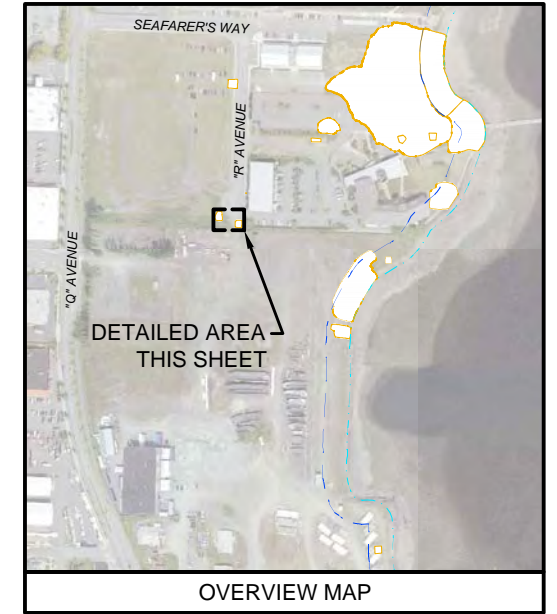 SEAFARER'S WAY
"R" AVENUE
"Q" AVENUE
DETAILED AREA
THIS SHEET
OVERVIEW MAP